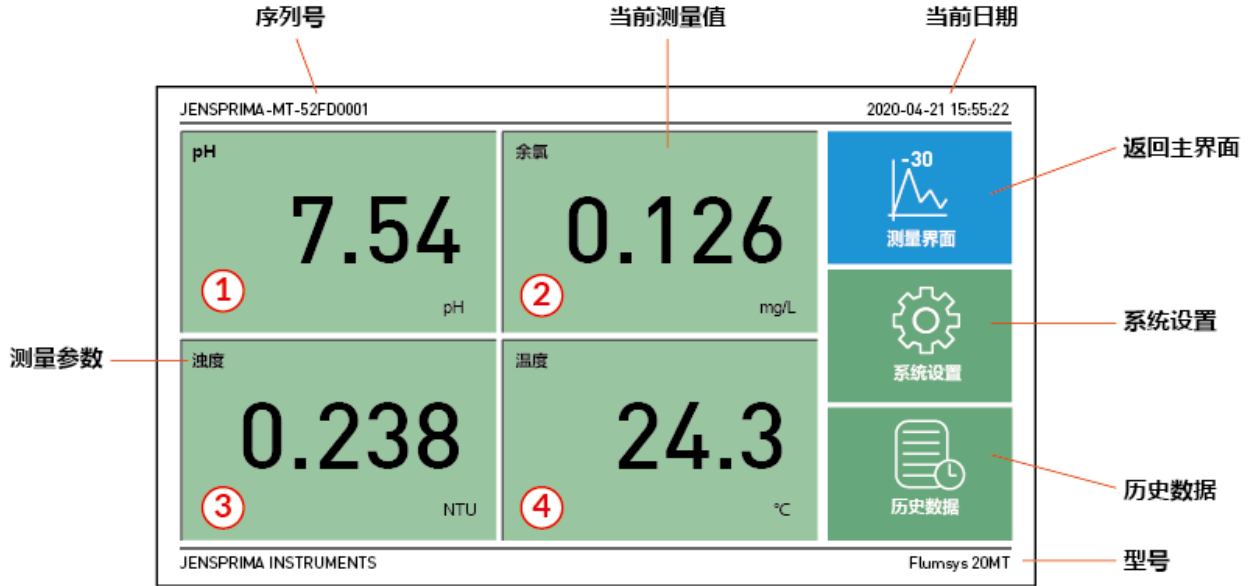 序列号
当前测量值
当前日期
JENSPRIMA-MT-52FD0001
2020-04-21 15:55:22
pH
7.54
1
pH
余氯
0.126
2
mg/L
-30
测量界面
返回主界面
系统设置
系统设置
测量参数
浊度
0.238
3
NTU
温度
24.3
4
℃
历史数据
历史数据
JENSPRIMA INSTRUMENTS
Flumsys 20MT
型号